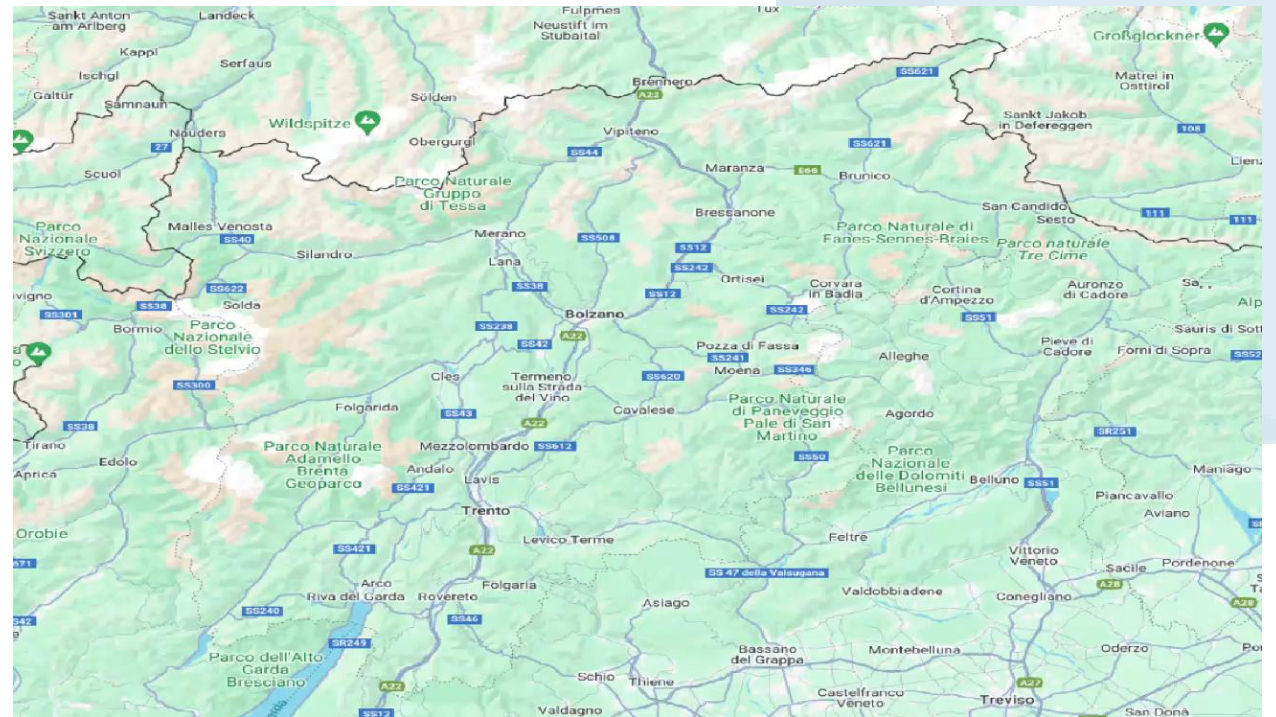 Sankt Anton
am Arlberg
Landeck
Fulpmes
Tux
Neustift im
Stubaital
Großglockner
Kappl
Serfaus
Ischgl
Galtür
Samnaun
Sölden
Brennero
A22
SS621
Matrei in
Osttirol
Wildspitze
Nauders
27
Obergurgl
Vipiteno
SS44
Sankt Jakob
in Defereggen
108
SS621
Lienz
Scuol
Parco Naturale
Gruppo
di Tessa
Maranza
E66
Brunico
Bressanone
San Candido
Sesto
111
111
Parco
Nazionale
Svizzero
Malles Venosta
SS40
Silandro
Merano
SS508
SS12
Parco Naturale di
Fanes-Sennes-Braies
Parco naturale
Tre Cime
Lana
SS242
SS38
SS12
Ortisei
Corvara
in Badia
Cortina
d'Ampezzo
Auronzo
di Cadore
SS622
Solda
SS38
ivigno
SS301
Bormio
Parco
Nazionale
dello Stelvio
Bolzano
A22
SS242
SS51
Alp
Sauris di Sott
SS238
SS42
Pozza di Fassa
SS241
Moena
SS346
Alleghe
Pieve di
Cadore
Forni di Sopra
SS52
SS300
Cles
Termeno
sulla Strada
del Vino
SS620
Folgarida
SS43
Cavalese
Parco Naturale
di Paneveggio
Pale di San
Martino
Agordo
SS38
Tirano
A22
SS612
SR251
Aprica
Edolo
Parco Naturale
Adamello
Brenta
Geoparco
Mezzolombardo
Andalo
SS421
Lavis
SS50
Parco
Nazionale
delle Dolomiti
Bellunesi
Belluno
SS51
Maniago
Piancavallo
Aviano
Trento
Orobie
Levico Terme
Feltre
SS421
A22
671
SS 47 della Valsugana
Vittorio
Veneto
Sacile
Pordenone
A28
A28
Arco
Riva del Garda
Rovereto
Folgaria
Asiago
Valdobbiadene
Conegliano
SS240
SS46
SS42
SR249
Parco dell'Alto
Garda
Bresciano
Bassano
del Grappa
Montebelluna
Oderzo
Schio
Thiene
A22
SS12
Valdagno
Castelfranco
Veneto
A27
Treviso
San Donà